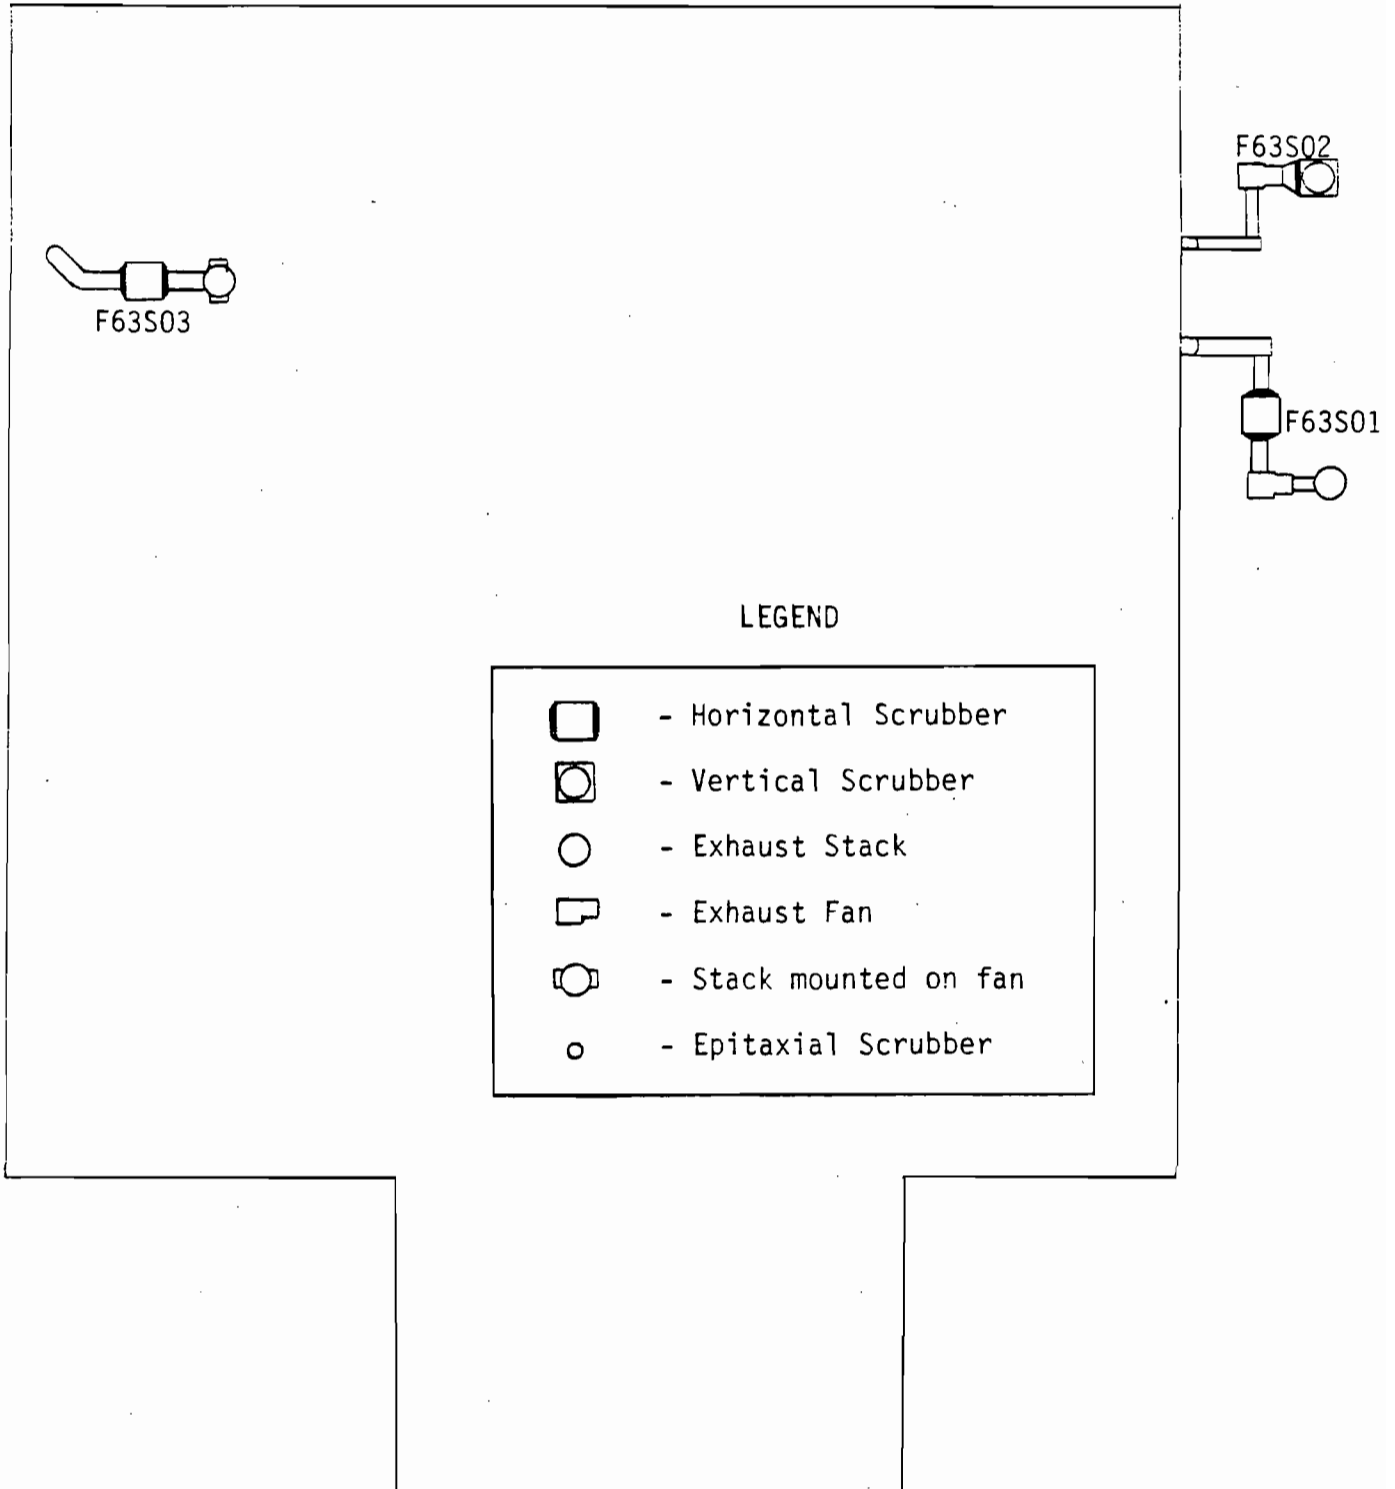 F63S02
F63S03
F63S01
LEGEND
- Horizontal Scrubber
- Vertical Scrubber
- Exhaust Stack
- Exhaust Fan
- Stack mounted on fan
- Epitaxial Scrubber